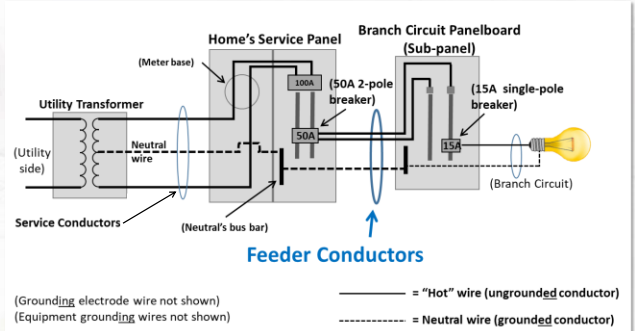 Home's Service Panel
Branch Circuit Panelboard
(Sub-panel)
(Meter base)
100A
(50A 2-pole
breaker)
(15A single-pole
breaker)
Utility Transformer
50A
15A
(Utility
side)
Neutral
wire
(Branch Circuit)
Service Conductors
(Neutral's bus bar)
Feeder Conductors
(Grounding electrode wire not shown)
(Equipment grounding wires not shown)
= "Hot" wire (ungrounded conductor)
= Neutral wire (grounded conductor)